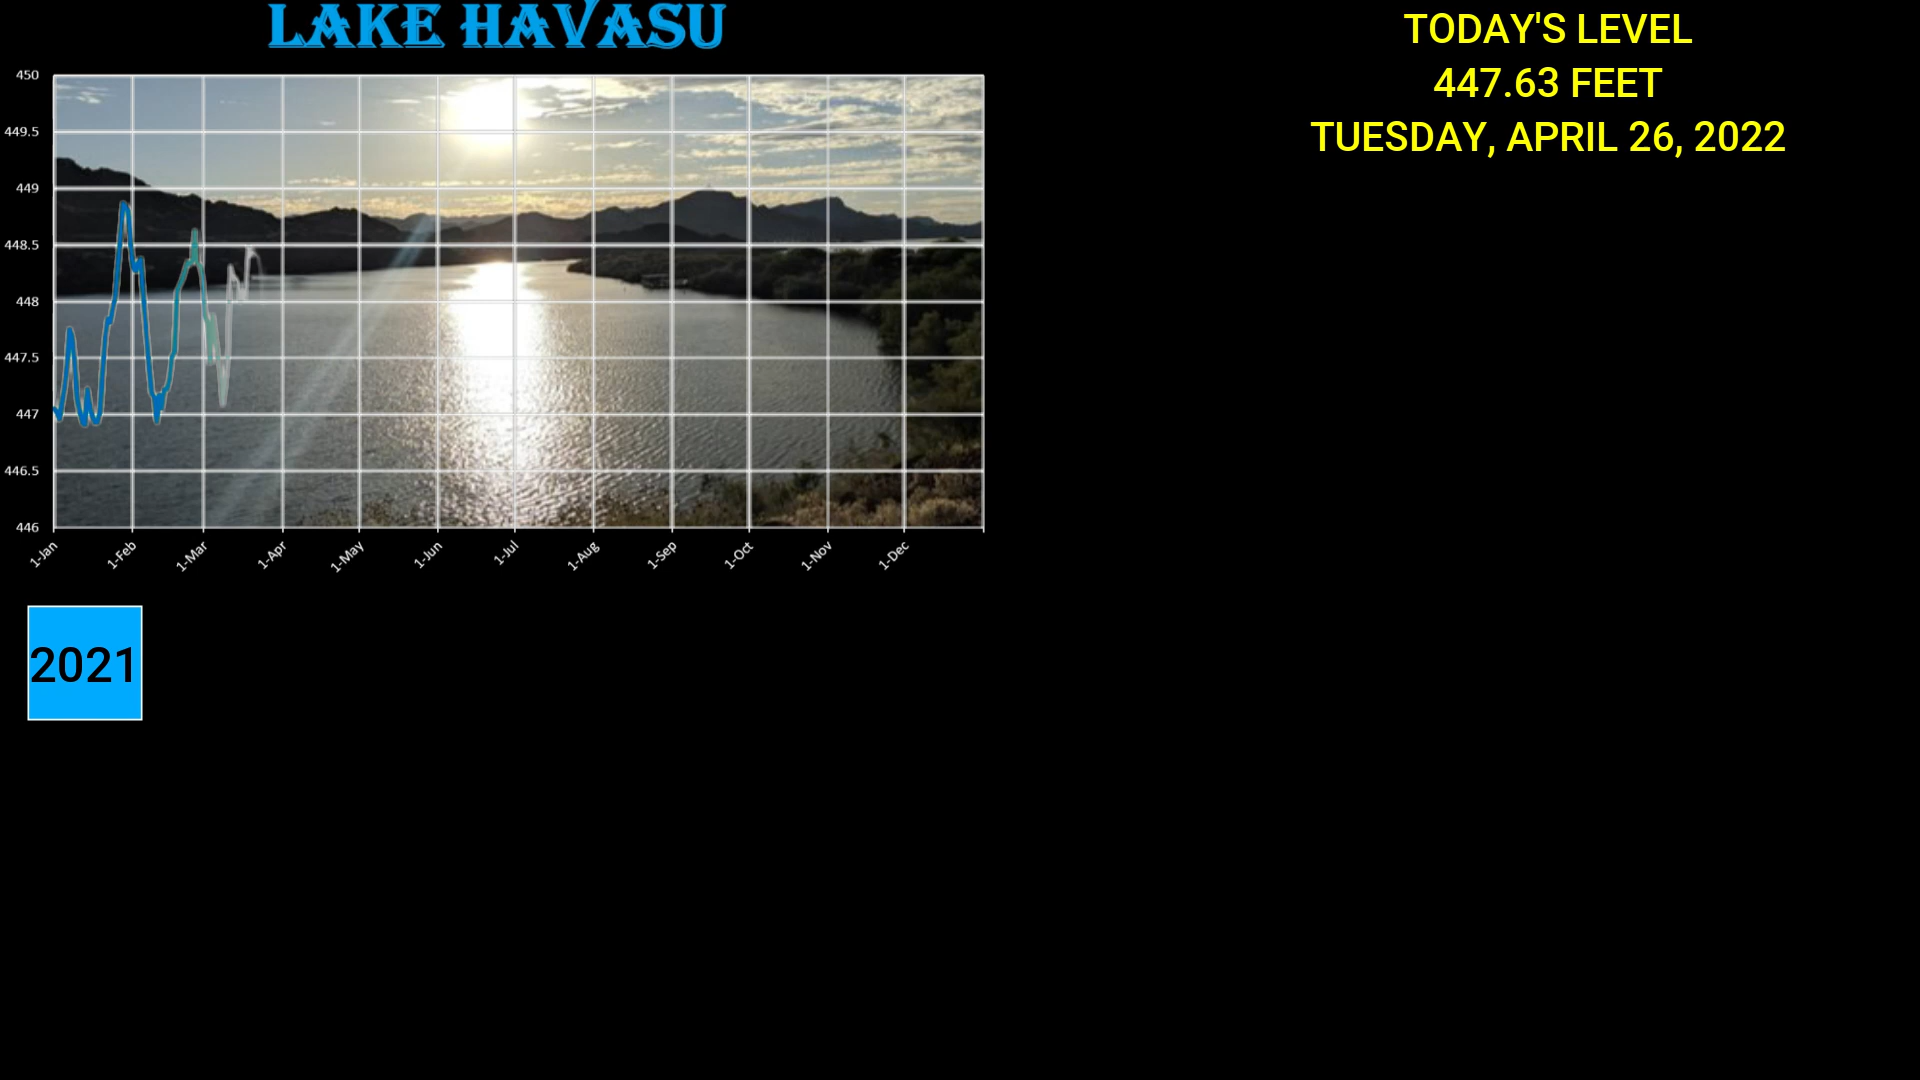 LAKE HAVASU
TODAY'S LEVEL
447.63 FEET
TUESDAY, APRIL 26, 2022
450
449.5
449
448.5
448
447.5
447
446.5
446
1-Jan 1-Feb 1-Mar 1-Apr 1-May 1-Jun 1-Jul 1-Aug 1-Sep 1-Oct 1-Nov 1-Dec
2021